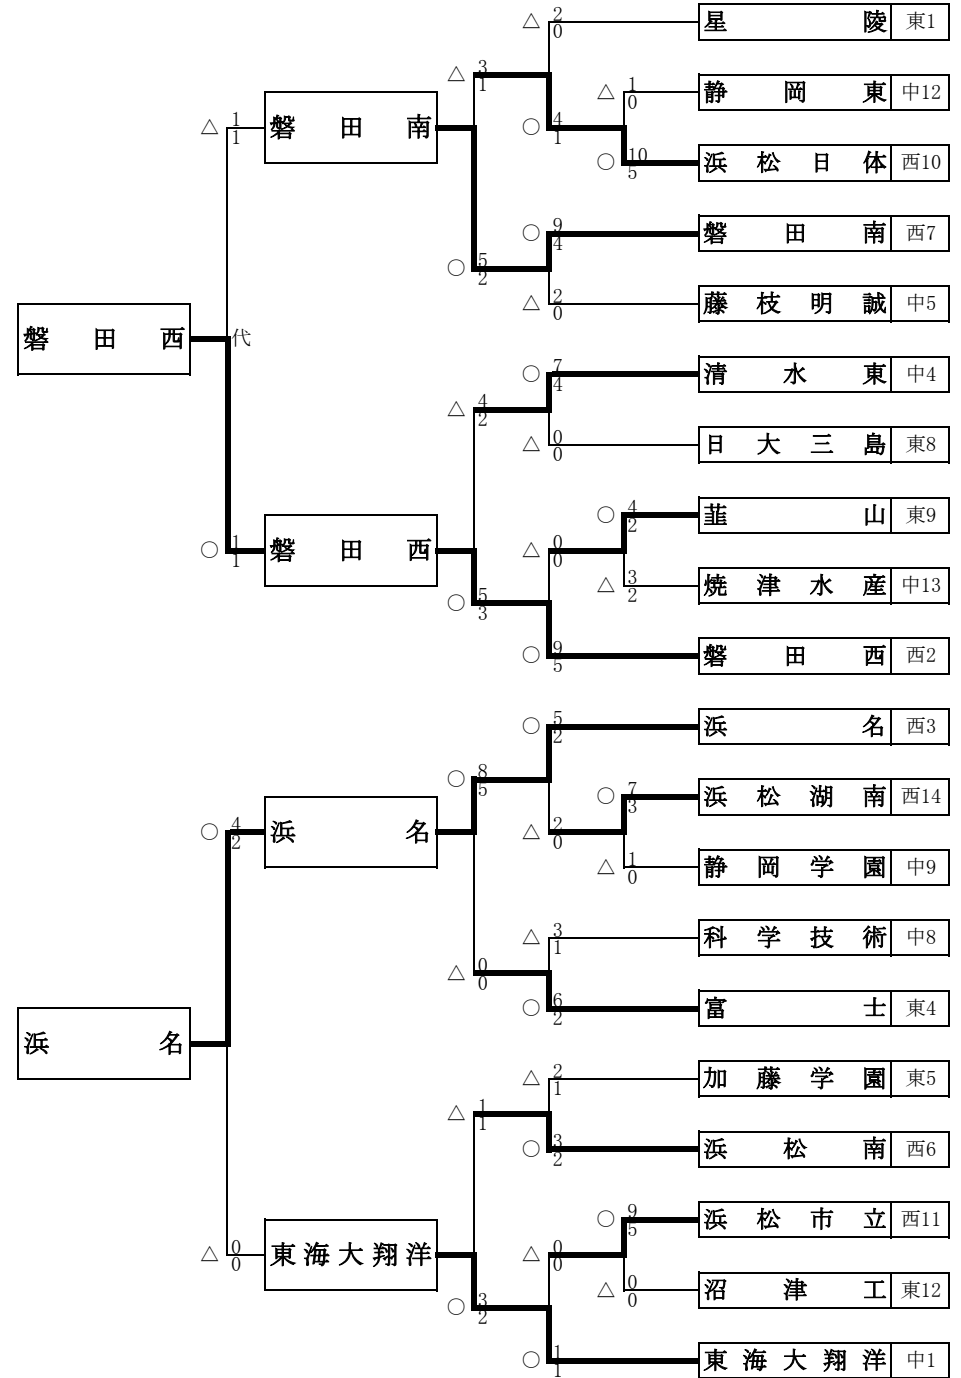 △ 2 0 星陵 東1
△ 3 1
△ 1 0 静岡東 中12
△ 1 1 磐田南 ○ 4 1
○ 10 5 浜松日体 西10
○ 9 4 磐田南 西7
○ 5 2
△ 2 0 藤枝明誠 中5
磐田西 代
○ 7 4 清水東 中4
△ 4 2
△ 0 0 日大三島 東8
○ 4 2 韮山 東9
○ 1 1 磐田西 △ 0 0
△ 3 2 焼津水産 中13
○ 5 3
○ 9 5 磐田西 西2
○ 5 2 浜名 西3
○ 8 5
○ 7 3 浜松湖南 西14
○ 4 2 浜名 △ 2 0
△ 1 0 静岡学園 中9
△ 3 1 科学技術 中8
△ 0 0
○ 6 2 富士 東4
浜名
△ 2 1 加藤学園 東5
△ 1 1
○ 3 2 浜松南 西6
○ 9 5 浜松市立 西11
△ 0 0 東海大翔洋 △ 0 0
△ 0 0 沼津工 東12
○ 3 2
○ 1 1 東海大翔洋 中1